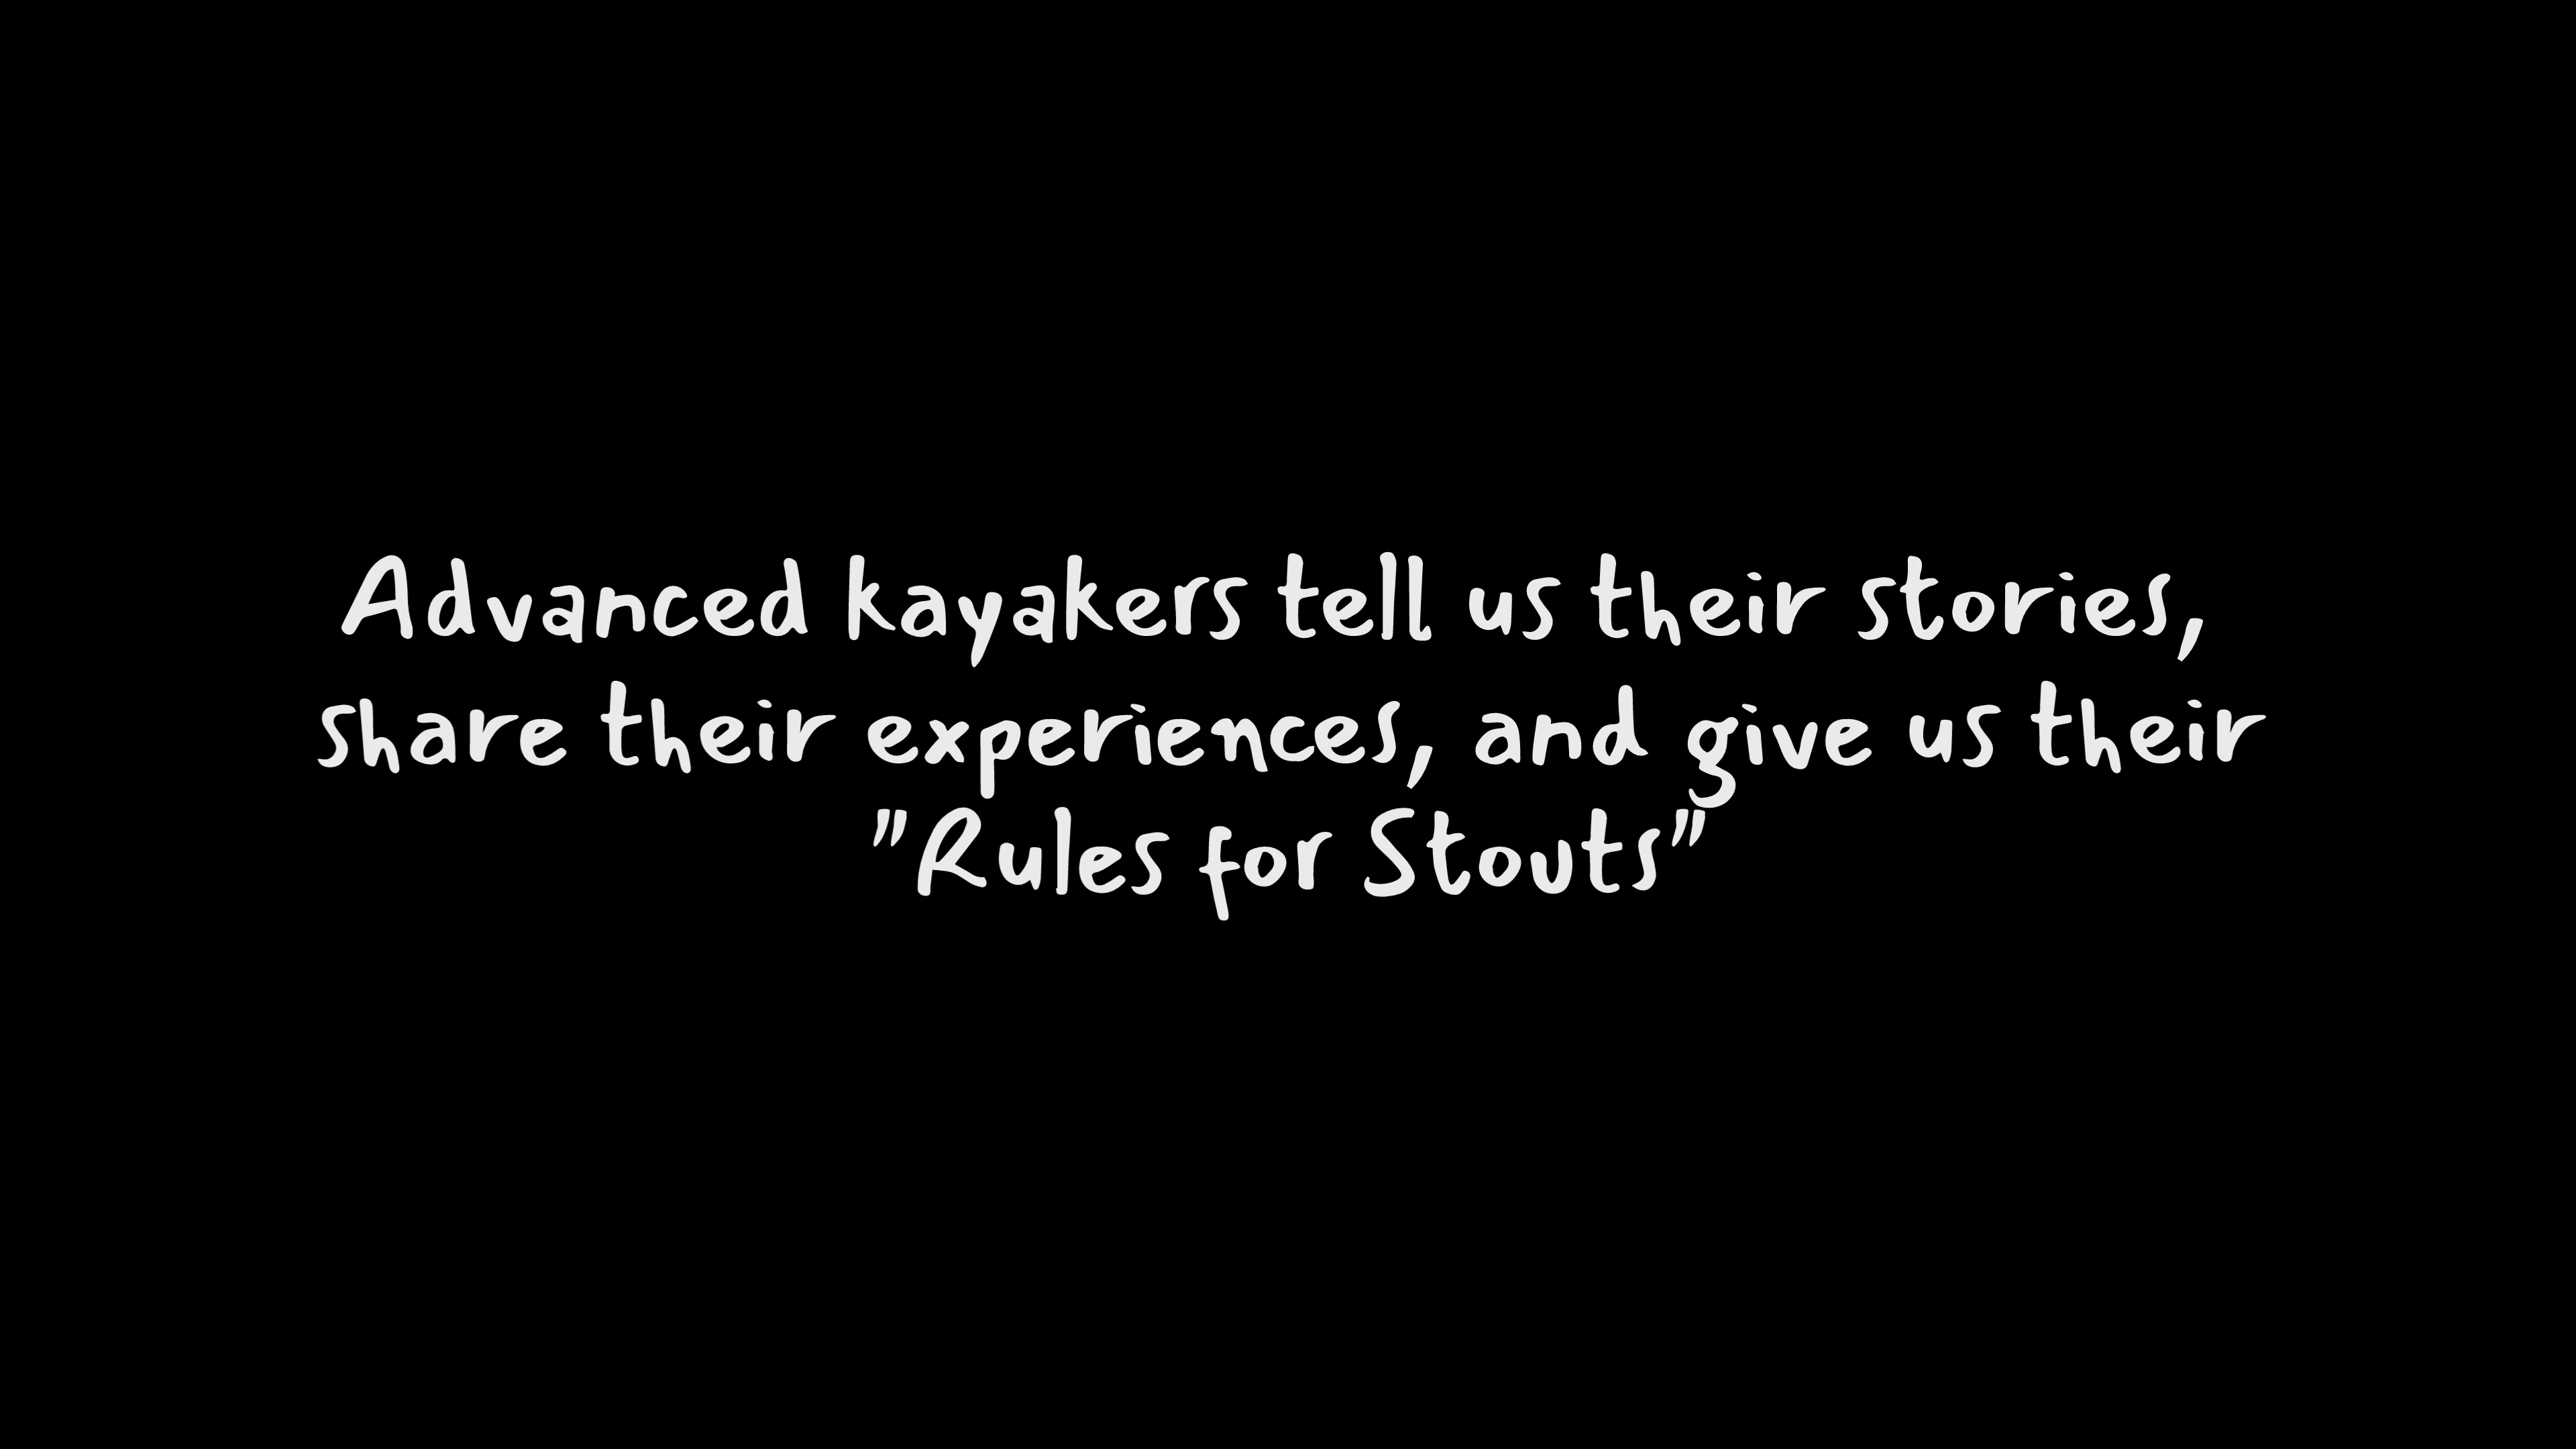 Advanced kayakers tell us their stories,
share their experiences, and give us their
"Rules for Stouts"